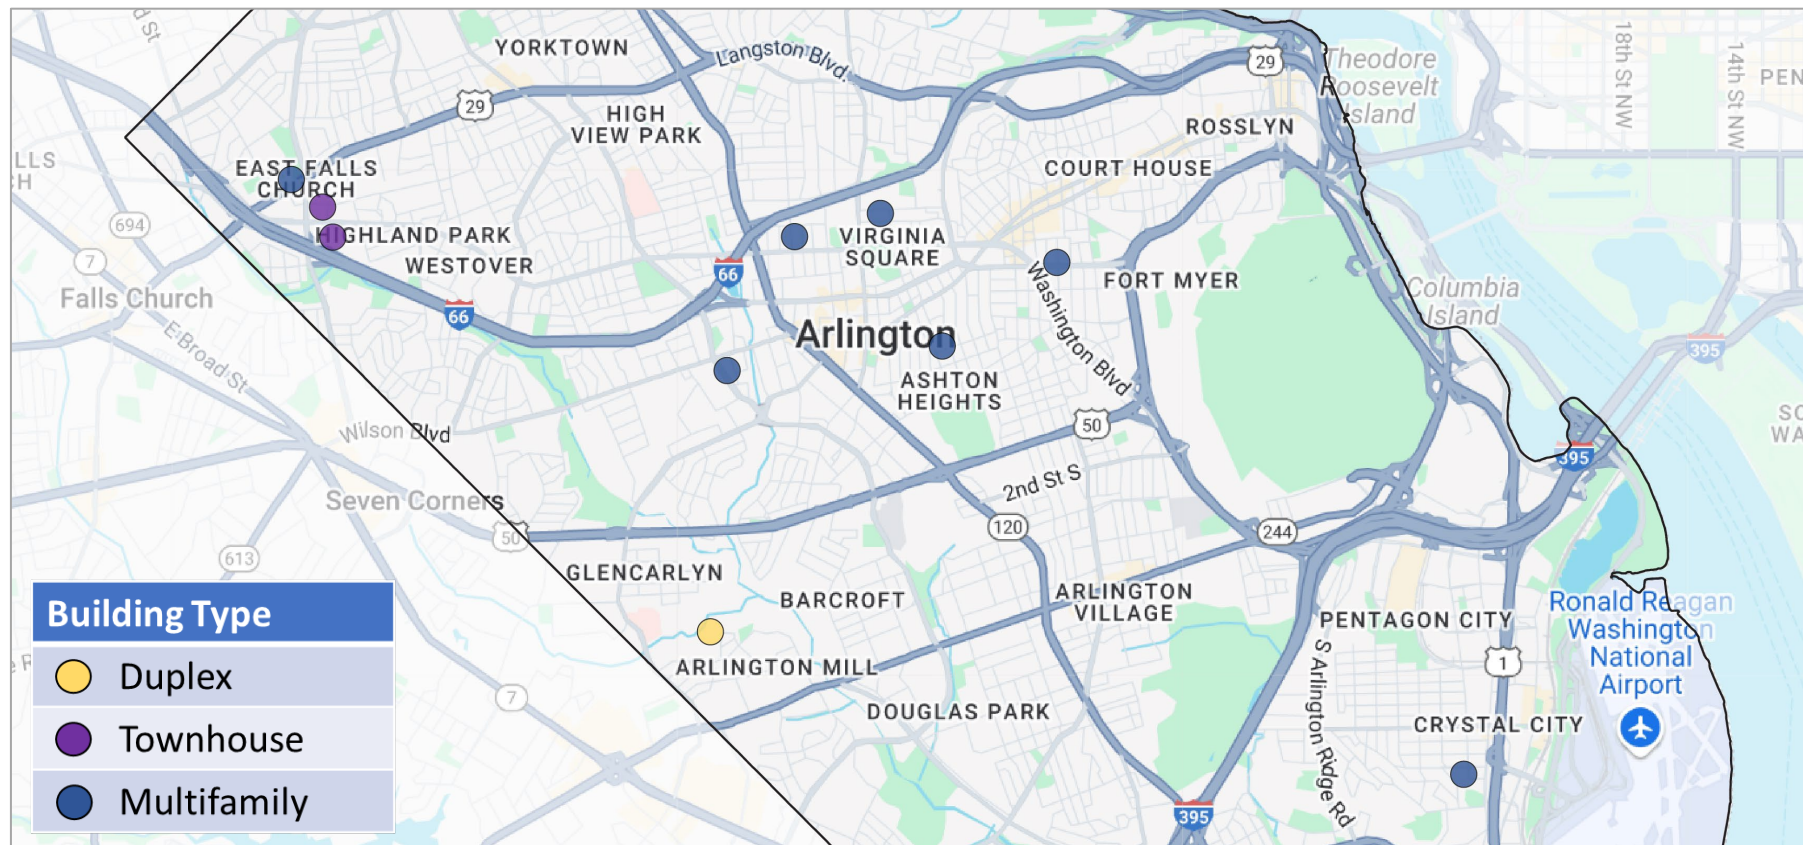 d St
YORKTOWN
Langston Blvd.
29
Theodore
Roosevelt
Island
18th St NW
14th St NW
PEN
29
HIGH
VIEW PARK
ROSSLYN
LLS
CH
EAST FALLS
CHURCH
COURT HOUSE
694
HIGHLAND PARK
VIRGINIA
SQUARE
7
WESTOVER
66
FORT MYER
Falls Church
66
Washington Blvd
Columbia
Island
E Broad St
Arlington
395
ASHTON
HEIGHTS
Wilson Blvd
50
SO
WA
395
Seven Corners
2nd St S
50
120
244
613
GLENCARLYN
BARCROFT
ARLINGTON
VILLAGE
PENTAGON CITY
Ronald Reagan
Washington
National
Airport
ARLINGTON MILL
S Arlington Ridge Rd
1
7
DOUGLAS PARK
CRYSTAL CITY
395
Building Type
Duplex
Townhouse
Multifamily